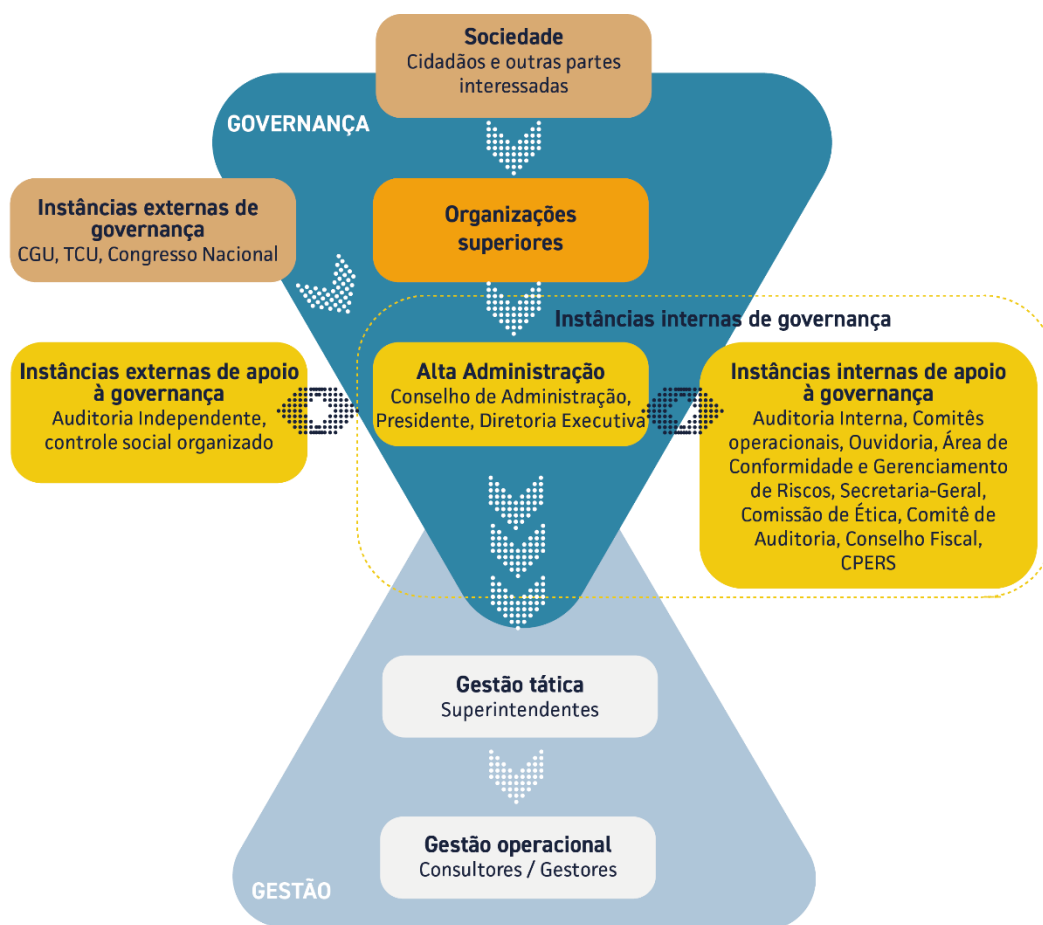 Sociedade
Cidadãos e outras partes
interessadas
GOVERNANÇA
Instâncias externas de
governança
CGU, TCU, Congresso Nacional
Organizações
superiores
Instâncias internas de governança
Instâncias externas de apoio
à governança
Auditoria Independente,
controle social organizado
Alta Administração
Conselho de Administração,
Presidente, Diretoria Executiva
Instâncias internas de apoio
à governança
Auditoria Interna, Comitês
operacionais, Ouvidoria, Área de
Conformidade e Gerenciamento
de Riscos, Secretaria-Geral,
Comissão de Ética, Comitê de
Auditoria, Conselho Fiscal,
CPERS
Gestão tática
Superintendentes
Gestão operacional
Consultores / Gestores
GESTÃO